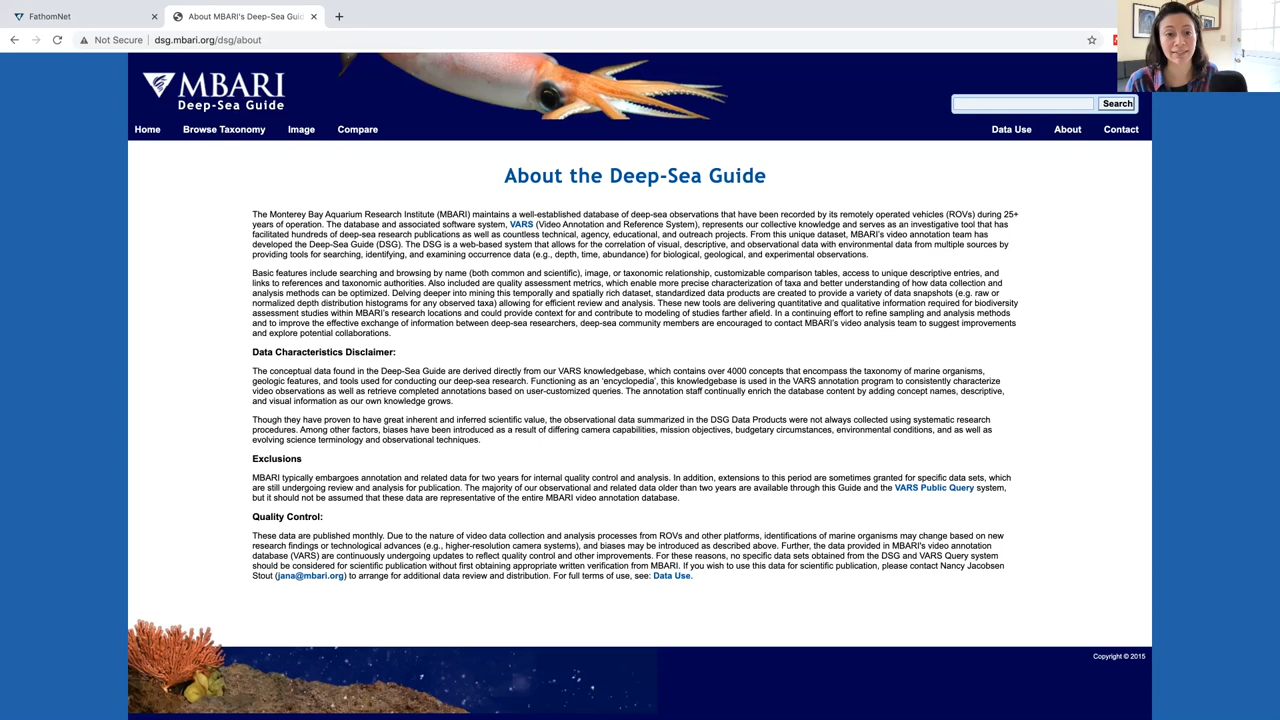 FathomNet
About MBARI's Deep-Sea Guid
Not Secure
dsg.mbari.org/dsg/about
MBARI
Deep-Sea Guide
Search
Home
Browse Taxonomy
Image
Compare
Data Use
About
Contact
About the Deep-Sea Guide
The Monterey Bay Aquarium Research Institute (MBARI) maintains a well-established database of deep-sea observations that have been recorded by its remotely operated vehicles (ROVs) during 25+
years of operation. The database and associated software system, VARS (Video Annotation and Reference System), represents our collective knowledge and serves as an investigative tool that has
facilitated hundreds of deep-sea research publications as well as countless technical, agency, educational, and outreach projects. From this unique dataset, MBARI's video annotation team has
developed the Deep-Sea Guide (DSG). The DSG is a web-based system that allows for the correlation of visual, descriptive, and observational data with environmental data from multiple sources by
providing tools for searching, identifying, and examining occurrence data (e.g., depth, time, abundance) for biological, geological, and experimental observations.
Basic features include searching and browsing by name (both common and scientific), image, or taxonomic relationship, customizable comparison tables, access to unique descriptive entries, and
links to references and taxonomic authorities. Also included are quality assessment metrics, which enable more precise characterization of taxa and better understanding of how data collection and
analysis methods can be optimized. Delving deeper into mining this temporally and spatially rich dataset, standardized data products are created to provide a variety of data snapshots (e.g. raw or
normalized depth distribution histograms for any observed taxa) allowing for efficient review and analysis. These new tools are delivering quantitative and qualitative information required for biodiversity
assessment studies within MBARI's research locations and could provide context for and contribute to modeling of studies farther afield. In a continuing effort to refine sampling and analysis methods
and to improve the effective exchange of information between deep-sea researchers, deep-sea community members are encouraged to contact MBARI's video analysis team to suggest improvements
and explore potential collaborations.
Data Characteristics Disclaimer:
The conceptual data found in the Deep-Sea Guide are derived directly from our VARS knowledgebase, which contains over 4000 concepts that encompass the taxonomy of marine organisms,
geologic features, and tools used for conducting our deep-sea research. Functioning as an 'encyclopedia', this knowledgebase is used in the VARS annotation program to consistently characterize
video observations as well as retrieve completed annotations based on user-customized queries. The annotation staff continually enrich the database content by adding concept names, descriptive,
and visual information as our own knowledge grows.
Though they have proven to have great inherent and inferred scientific value, the observational data summarized in the DSG Data Products were not always collected using systematic research
procedures. Among other factors, biases have been introduced as a result of differing camera capabilities, mission objectives, budgetary circumstances, environmental conditions, and as well as
evolving science terminology and observational techniques.
Exclusions
MBARI typically embargoes annotation and related data for two years for internal quality control and analysis. In addition, extensions to this period are sometimes granted for specific data sets, which
are still undergoing review and analysis for publication. The majority of our observational and related data older than two years are available through this Guide and the VARS Public Query system,
but it should not be assumed that these data are representative of the entire MBARI video annotation database.
Quality Control:
These data are published monthly. Due to the nature of video data collection and analysis processes from ROVs and other platforms, identifications of marine organisms may change based on new
research findings or technological advances (e.g., higher-resolution camera systems), and biases may be introduced as described above. Further, the data provided in MBARI's video annotation
database (VARS) are continuously undergoing updates to reflect quality control and other improvements. For these reasons, no specific data sets obtained from the DSG and VARS Query system
should be considered for scientific publication without first obtaining appropriate written verification from MBARI. If you wish to use this data for scientific publication, please contact Nancy Jacobsen
Stout (jana@mbari.org) to arrange for additional data review and distribution. For full terms of use, see: Data Use.
Copyright © 2015